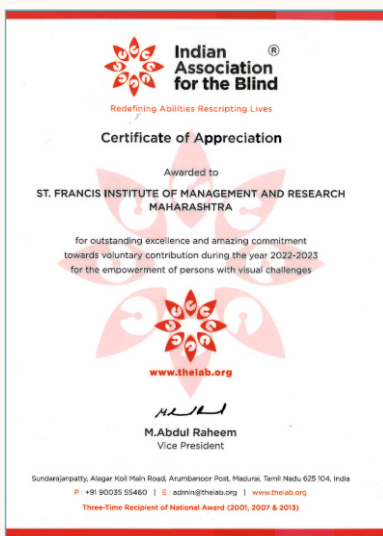 Indian ®
Association
for the Blind
Redefining Abilities Rescripting Lives
Certificate of Appreciation
Awarded to
ST. FRANCIS INSTITUTE OF MANAGEMENT AND RESEARCH
MAHARASHTRA
for outstanding excellence and amazing commitment
towards voluntary contribution during the year 2022-2023
for the empowerment of persons with visual challenges
www.theiab.org
M.Abdul Raheem
Vice President
Sundarajanpatty, Alagar Koil Main Road, Arumbanoor Post, Madurai, Tamil Nadu 625 104, India
P : +91 90035 55460 | E : admin@theiab.org | www.theiab.org
Three-Time Recipient of National Award (2001, 2007 & 2013)